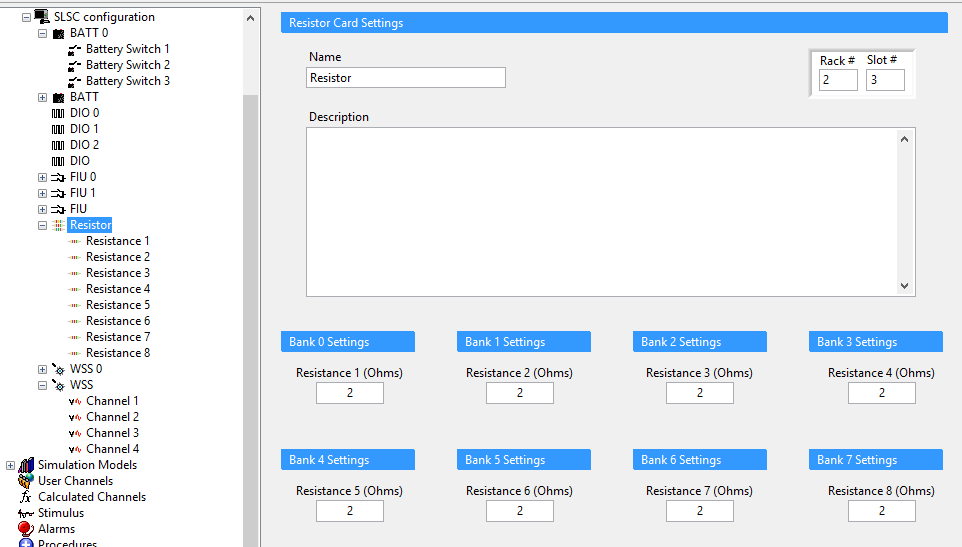 SLSC configuration
BATT 0
Battery Switch 1
Battery Switch 2
Battery Switch 3
BATT
DIO 0
DIO 1
DIO 2
DIO
FIU 0
FIU 1
FIU
Resistor
Resistance 1
Resistance 2
Resistance 3
Resistance 4
Resistance 5
Resistance 6
Resistance 7
Resistance 8
WSS 0
WSS
Channel 1
Channel 2
Channel 3
Channel 4
Simulation Models
User Channels
Calculated Channels
Stimulus
Alarms
Procedures
Resistor Card Settings
Name
Resistor
Rack # Slot #
2 3
Description
Bank 0 Settings Bank 1 Settings Bank 2 Settings Bank 3 Settings
Resistance 1 (Ohms) Resistance 2 (Ohms) Resistance 3 (Ohms) Resistance 4 (Ohms)
2 2 2 2
Bank 4 Settings Bank 5 Settings Bank 6 Settings Bank 7 Settings
Resistance 5 (Ohms) Resistance 6 (Ohms) Resistance 7 (Ohms) Resistance 8 (Ohms)
2 2 2 2